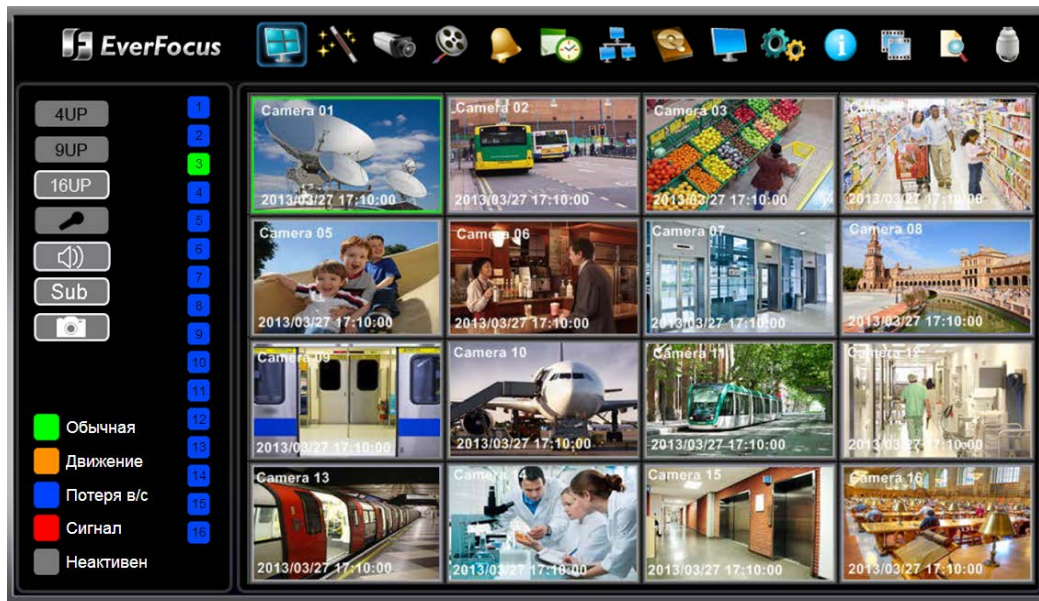 EverFocus
4UP
9UP
16UP
Sub
1
2
3
4
5
6
7
8
9
10
11
12
13
14
15
16
Обычная
Движение
Потеря в/с
Сигнал
Неактивен
Camera 01
2013/03/27 17:10:00
Camera 02
2013/03/27 17:10:00
Camera 03
2013/03/27 17:10:00
2013/03/27 17:10:00
Camera 05
2013/03/27 17:10:00
Camera 06
2013/03/27 17:10:00
Camera 07
2013/03/27 17:10:00
Camera 08
2013/03/27 17:10:00
Camera 09
2013/03/27 17:10:00
Camera 10
2013/03/27 17:10:00
Camera 11
2013/03/27 17:10:00
Camera 12
2013/03/27 17:10:00
Camera 13
2013/03/27 17:10:00
Camera 14
2013/03/27 17:10:00
Camera 15
2013/03/27 17:10:00
Camera 16
2013/03/27 17:10:00